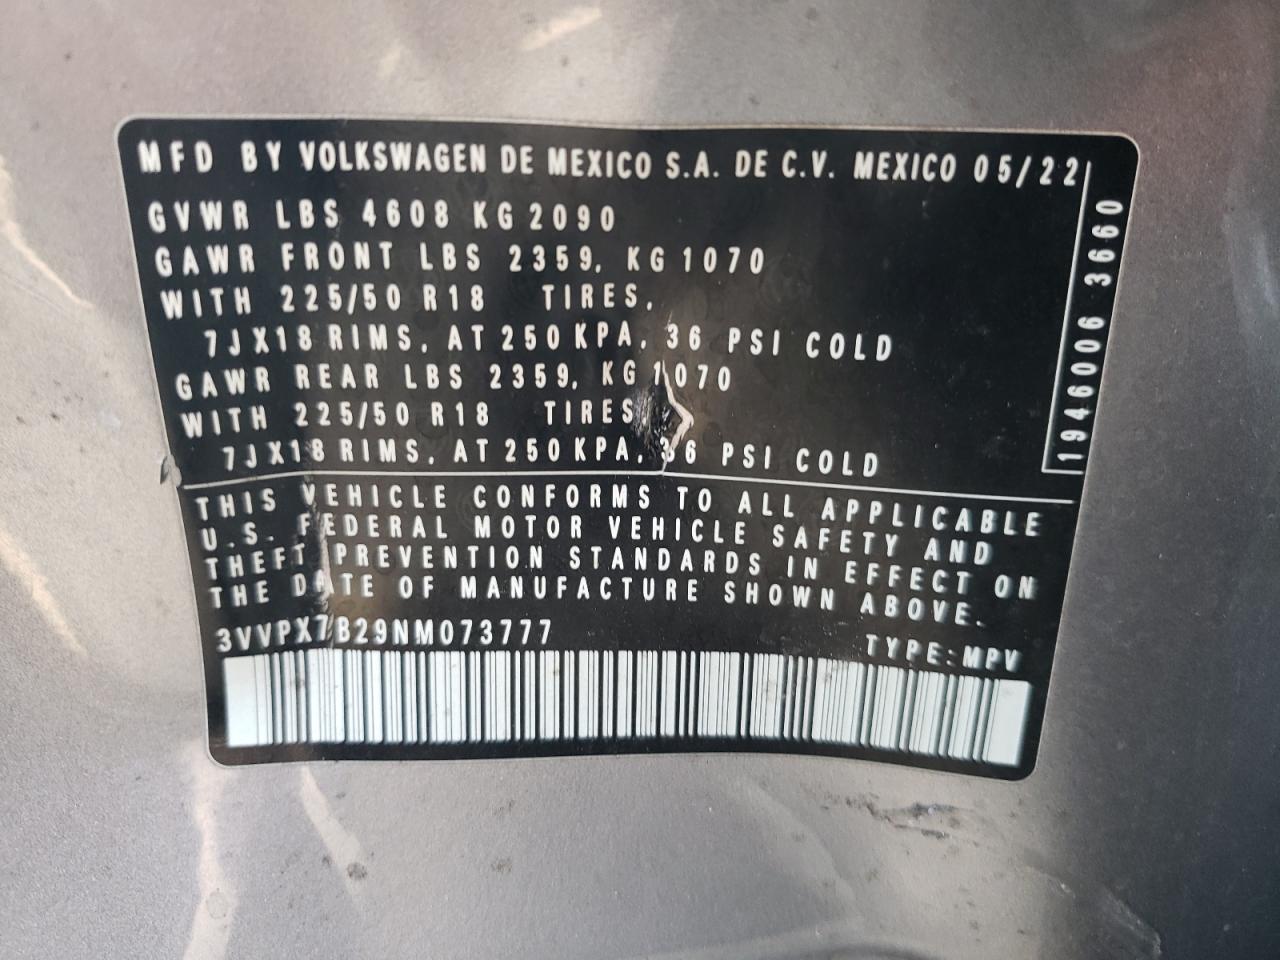 MFD BY VOLKSWAGEN DE MEXICO S.A. DE C.V. MEXICO 05/22
GVWR LBS 4608 KG 2090
GAWR FRONT LBS 2359, KG 1070
WITH 225/50 R18 TIRES,
7JX18 RIMS, AT 250 KPA, 36 PSI COLD
GAWR REAR LBS 2359, KG 1070
WITH 225/50 R18 TIRES
7JX18 RIMS, AT 250 KPA, 36 PSI COLD
1946006 3660
THIS VEHICLE CONFORMS TO ALL APPLICABLE
U.S. FEDERAL MOTOR VEHICLE SAFETY AND
THEFT PREVENTION STANDARDS IN EFFECT ON
THE DATE OF MANUFACTURE SHOWN ABOVE.
3VVPX7B29NM073777
TYPE:MPV